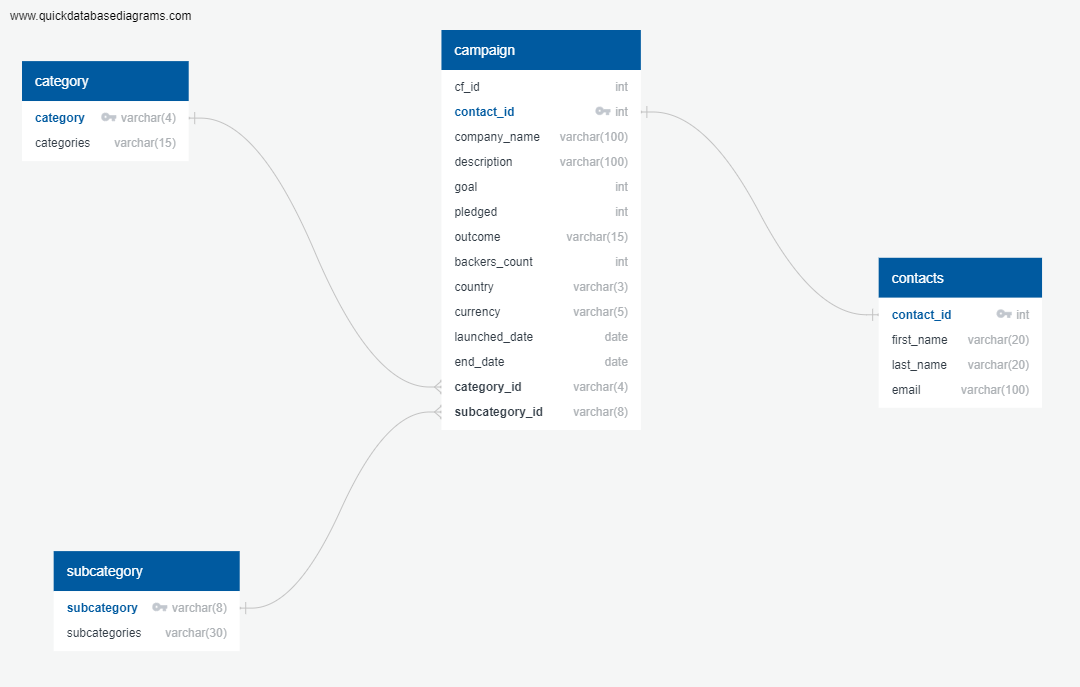 www.quickdatabasediagrams.com
category
category varchar(4)
categories varchar(15)
campaign
cf_id int
contact_id int
company_name varchar(100)
description varchar(100)
goal int
pledged int
outcome varchar(15)
backers_count int
country varchar(3)
currency varchar(5)
launched_date date
end_date date
category_id varchar(4)
subcategory_id varchar(8)
contacts
contact_id int
first_name varchar(20)
last_name varchar(20)
email varchar(100)
subcategory
subcategory varchar(8)
subcategories varchar(30)